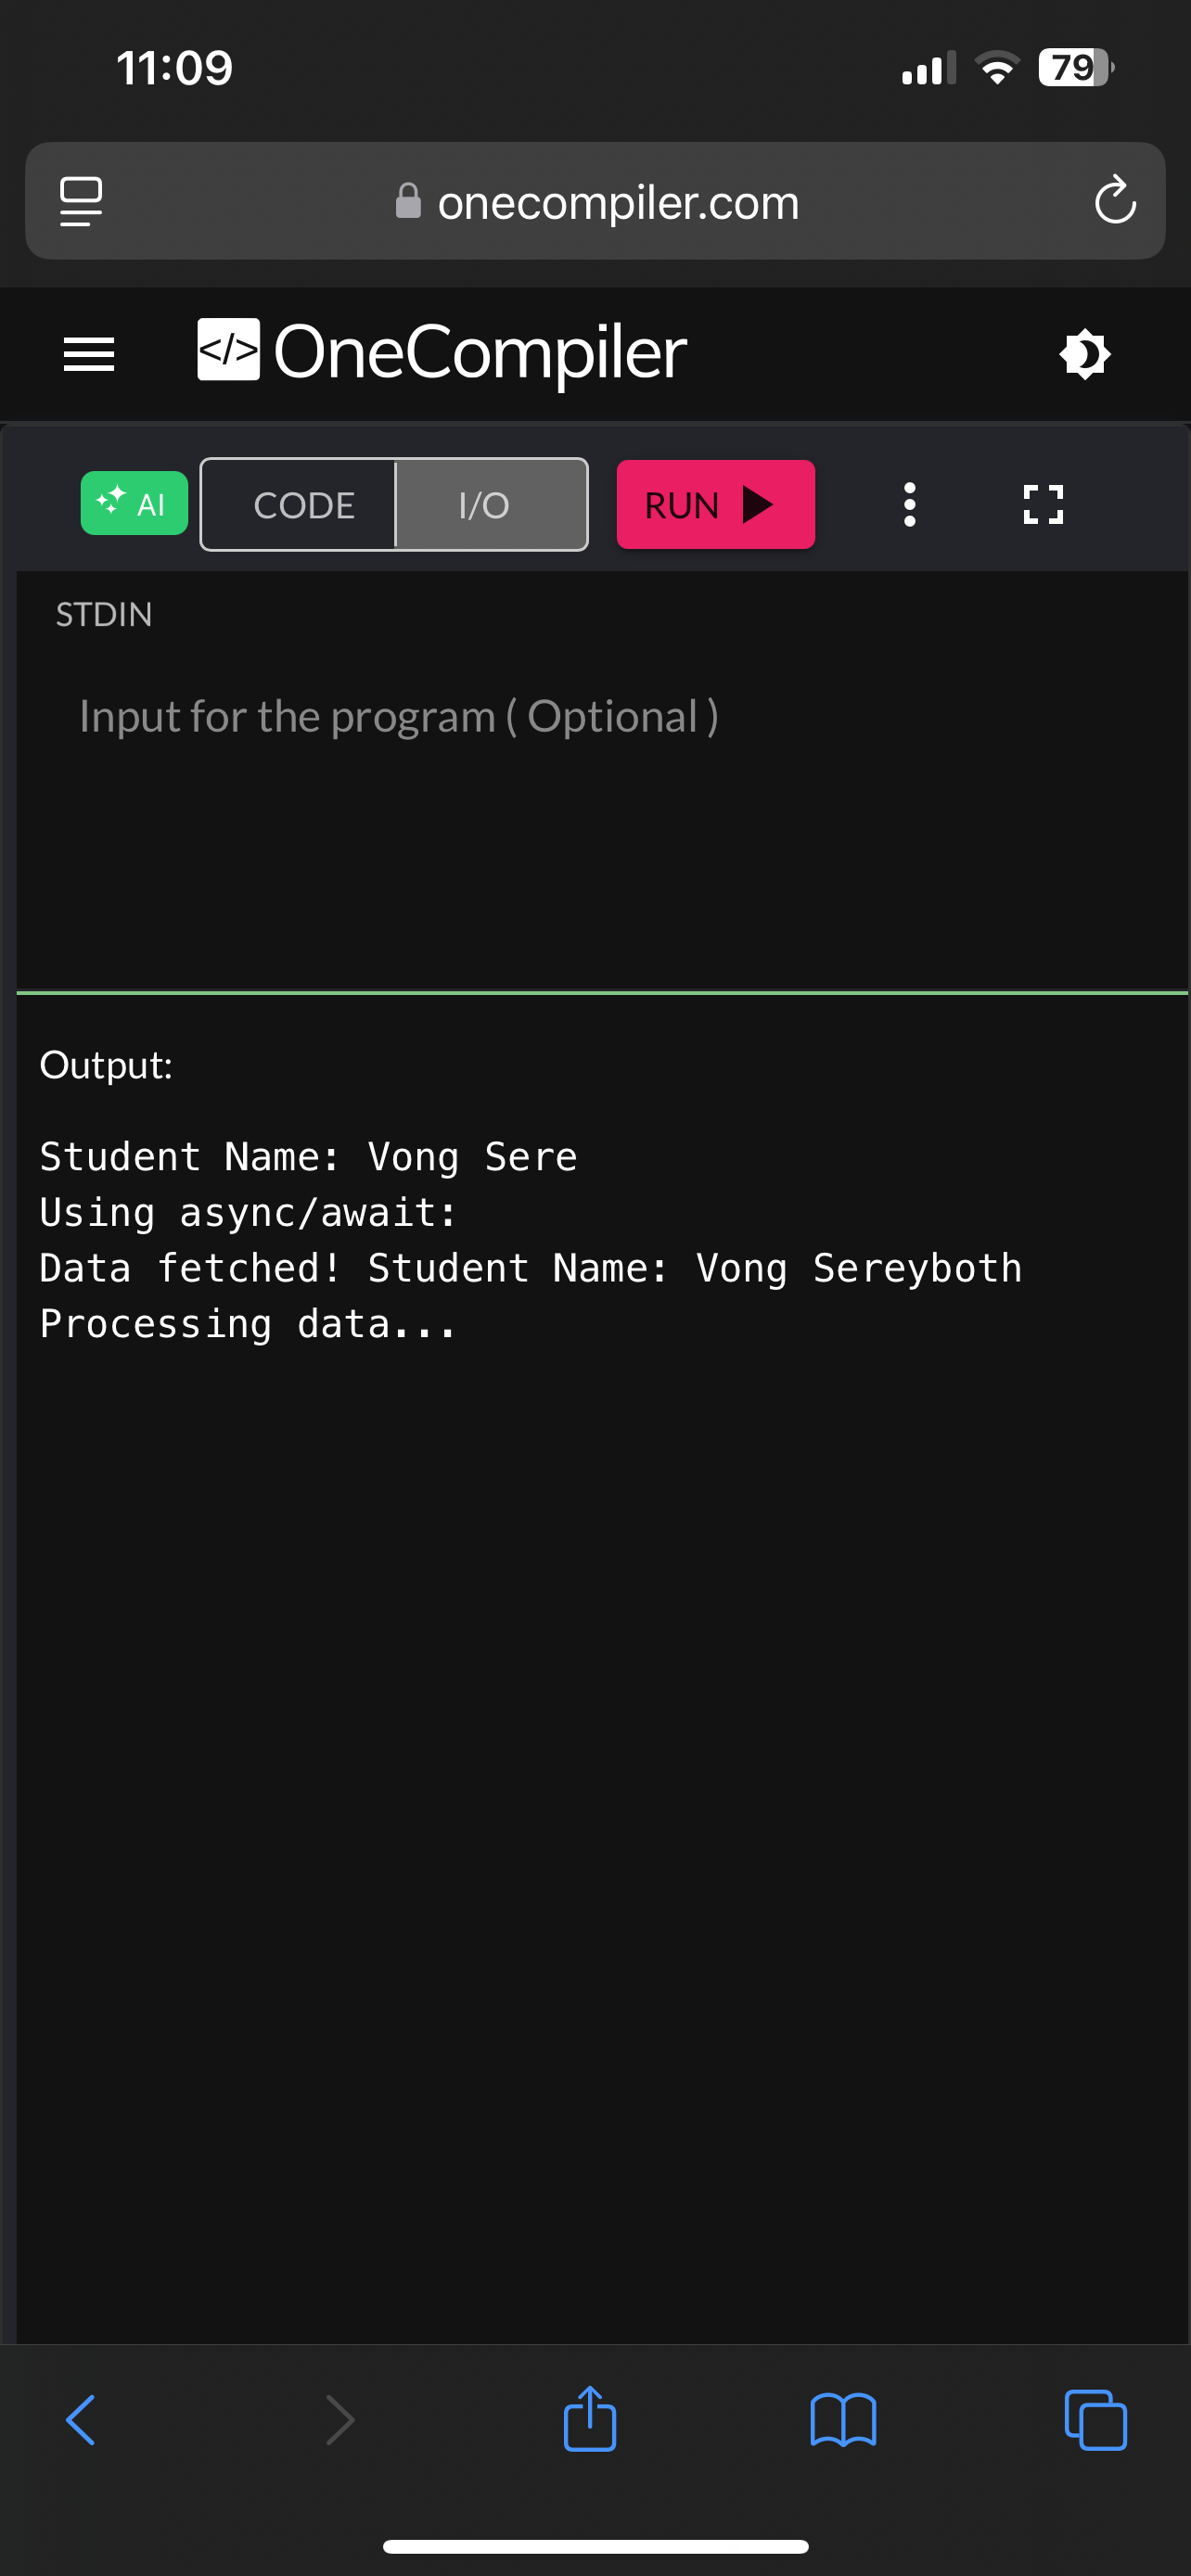 11:09
79
onecompiler.com
</> OneCompiler
AI CODE I/O RUN
STDIN
Input for the program ( Optional )
Output:
Student Name: Vong Sere
Using async/await:
Data fetched! Student Name: Vong Sereyboth
Processing data...